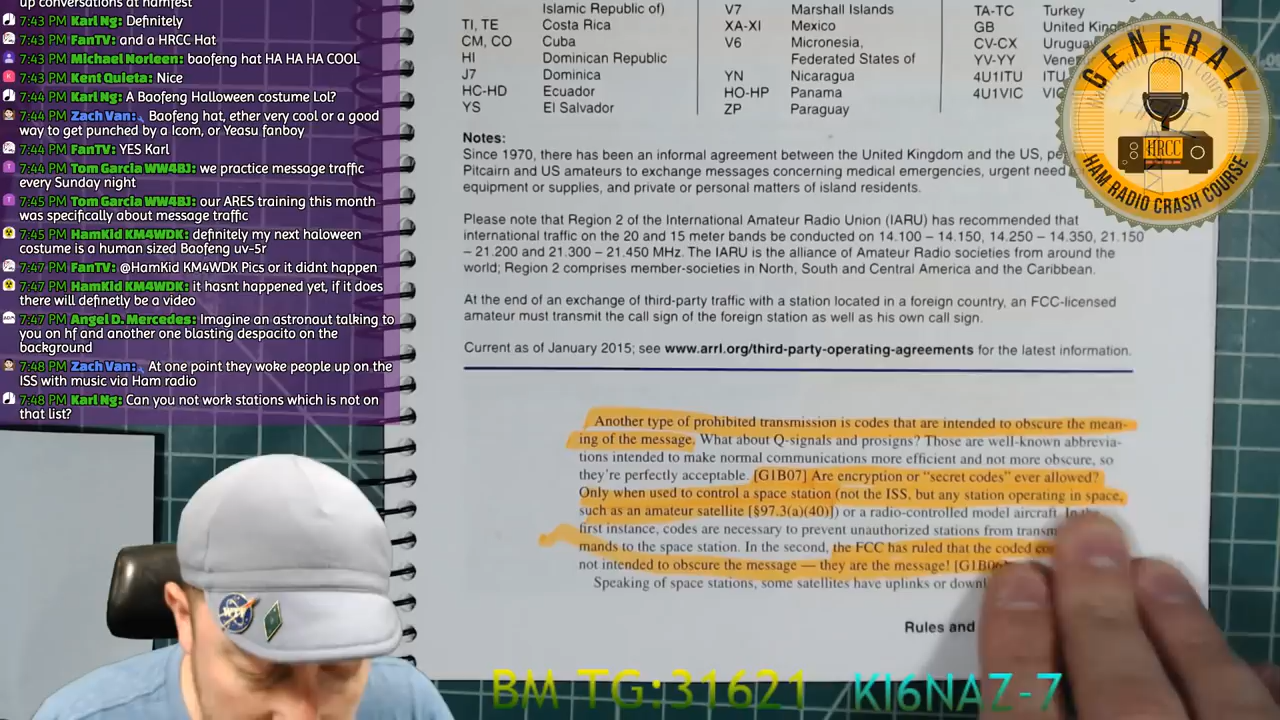 up conversations at hamfest
7:43 PM Karl Ng: Definitely
7:43 PM FanTV: and a HRCC Hat
7:43 PM Michael Norleen: baofeng hat HA HA HA COOL
7:43 PM Kent Quieta: Nice
7:44 PM Karl Ng: A Baofeng Halloween costume Lol?
7:44 PM Zach Van: Baofeng hat, ether very cool or a good
way to get punched by a Icom, or Yeasu fanboy
7:44 PM FanTV: YES Karl
7:44 PM Tom Garcia WW4BJ: we practice message traffic
every Sunday night
7:45 PM Tom Garcia WW4BJ: our ARES training this month
was specifically about message traffic
7:45 PM HamKid KM4WDK: definitely my next haloween
costume is a human sized Baofeng uv-5r
7:47 PM FanTV: @HamKid KM4WDK Pics or it didnt happen
7:47 PM HamKid KM4WDK: it hasnt happened yet, if it does
there will definetly be a video
7:47 PM Angel D. Mercedes: Imagine an astronaut talking to
you on hf and another one blasting despacito on the
background
7:48 PM Zach Van: At one point they woke people up on the
ISS with music via Ham radio
7:48 PM Karl Ng: Can you not work stations which is not on
that list?
Islamic Republic of)
TI, TE Costa Rica
CM, CO Cuba
HI Dominican Republic
J7 Dominica
HC-HD Ecuador
YS El Salvador
V7 Marshall Islands
XA-XI Mexico
V6 Micronesia,
Federated States of
YN Nicaragua
HO-HP Panama
ZP Paraguay
TA-TC Turkey
GB United
CV-CX
YV-YY
4U1ITU ITU
4U1VIC
Notes:
Since 1970, there has been an informal agreement between the United Kingdom and the US,
Pitcairn and US amateurs to exchange messages concerning medical emergencies, urgent need
equipment or supplies, and private or personal matters of island residents.
Please note that Region 2 of the International Amateur Radio Union (IARU) has recommended that
international traffic on the 20 and 15 meter bands be conducted on 14.100 – 14.150, 14.250 – 14.350, 21.150
– 21.200 and 21.300 – 21.450 MHz. The IARU is the alliance of Amateur Radio societies from around the
world; Region 2 comprises member-societies in North, South and Central America and the Caribbean.
At the end of an exchange of third-party traffic with a station located in a foreign country, an FCC-licensed
amateur must transmit the call sign of the foreign station as well as his own call sign.
Current as of January 2015; see www.arrl.org/third-party-operating-agreements for the latest information.
Another type of prohibited transmission is codes that are intended to obscure the mean-
ing of the message. What about Q-signals and prosigns? Those are well-known abbrevia-
tions intended to make normal communications more efficient and not more obscure, so
they're perfectly acceptable. [G1B07] Are encryption or “secret codes” ever allowed?
Only when used to control a space station (not the ISS, but any station operating in space,
such as an amateur satellite [§97.3(a)(40)]) or a radio-controlled model aircraft. In the
first instance, codes are necessary to prevent unauthorized stations from
mands to the space station. In the second, the FCC has ruled that the coded
not intended to obscure the message — they are the message! [G1B06
Speaking of space stations, some satellites have uplinks or
Rules and
GENERAL
HRCC
HAM RADIO CRASH COURSE
WTF
BM TG:31621 KI6NAZ-7